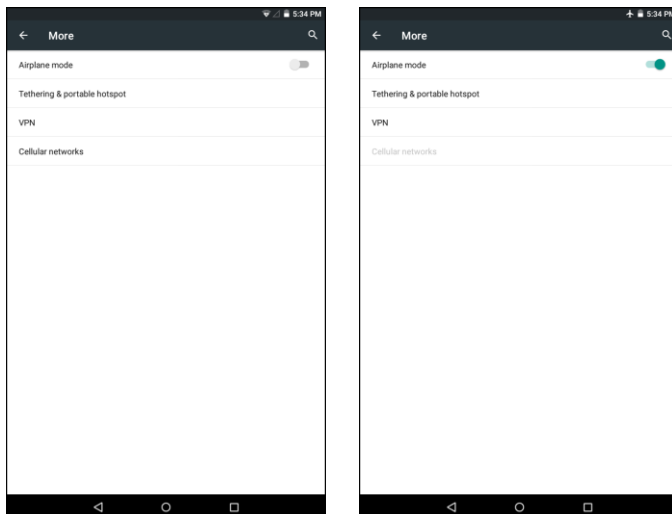 5:34 PM
More
Airplane mode
Tethering & portable hotspot
VPN
Cellular networks
5:34 PM
More
Airplane mode
Tethering & portable hotspot
VPN
Cellular networks